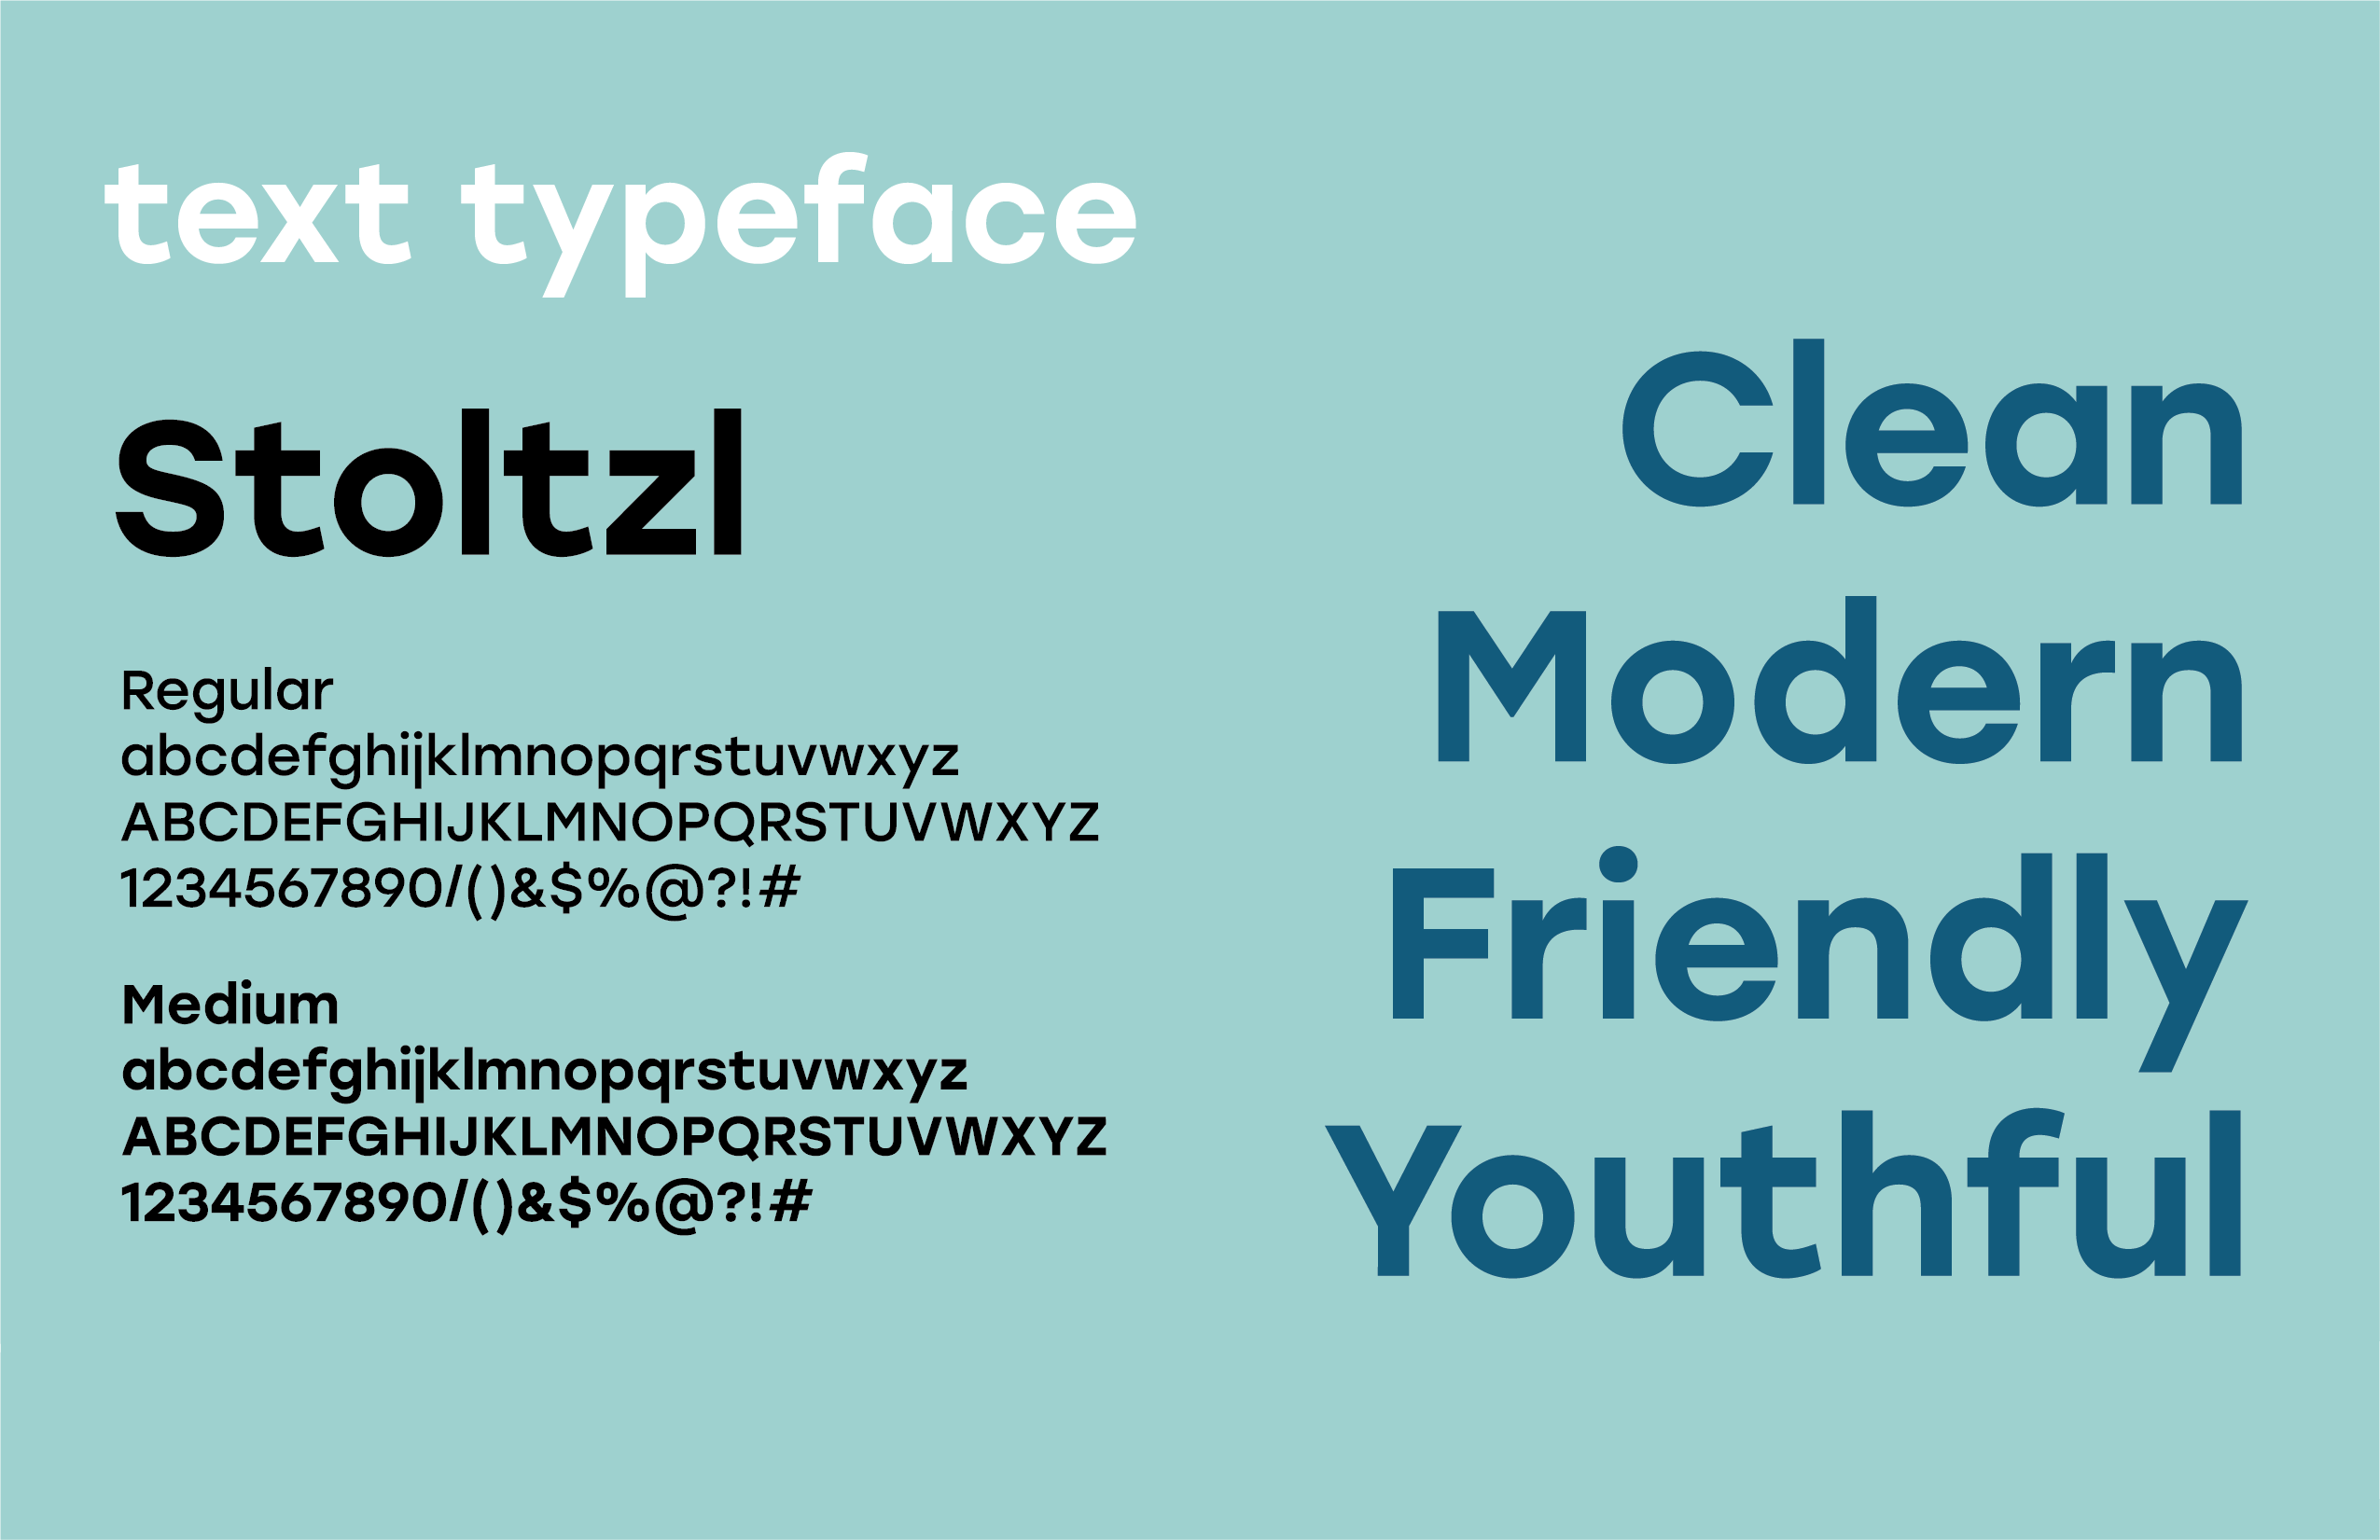 text typeface
Stoltzl
Regular
abcdefghijklmnopqrstuvwxyz
ABCDEFGHIJKLMNOPQRSTUVWXYZ
1234567890/()&$%@?!#
Medium
abcdefghijklmnopqrstuvwxyz
ABCDEFGHIJKLMNOPQRSTUVWXYZ
1234567890/()&$%@?!#
Clean
Modern
Friendly
Youthful